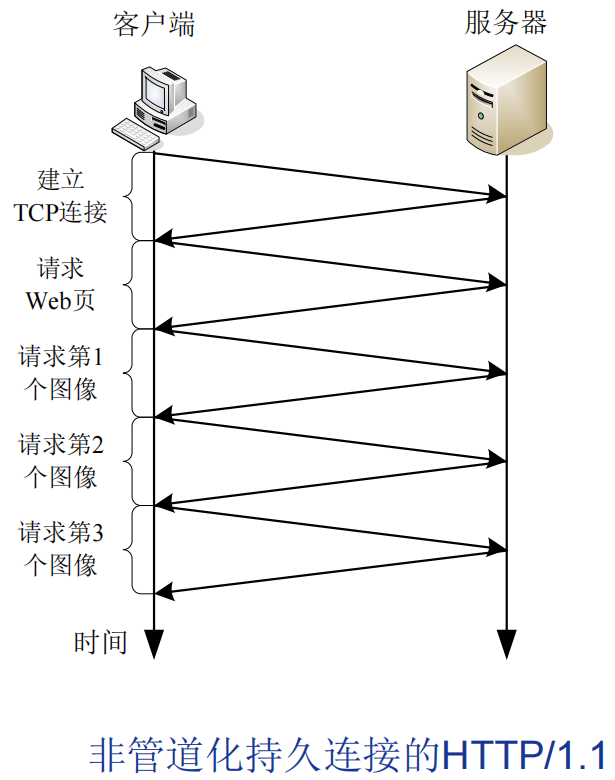 客户端
服务器
建立
TCP连接
请求
Web页
请求第1
个图像
请求第2
个图像
请求第3
个图像
时间
非管道化持久连接的HTTP/1.1